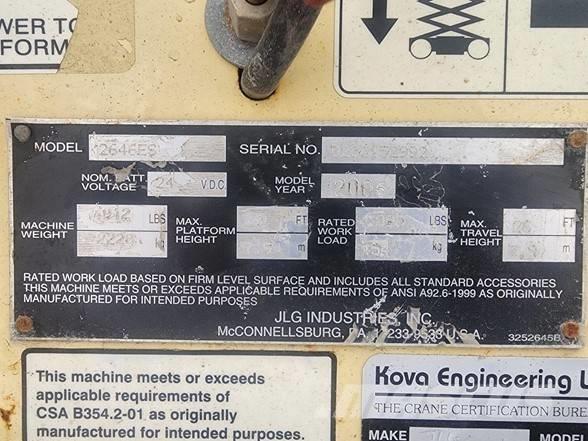 WER TO
FORM
MODEL 2646ES SERIAL NO.
NOM. BATT.
VOLTAGE 24 V.D.C.
MODEL
YEAR
MACHINE
WEIGHT LBS kg
MAX.
PLATFORM
HEIGHT FT
RATED
WORK
LOAD LBS kg
MAX.
TRAVEL
HEIGHT FT
RATED WORK LOAD BASED ON FIRM LEVEL SURFACE AND INCLUDES ALL STANDARD ACCESSORIES
THIS MACHINE MEETS OR EXCEEDS APPLICABLE REQUIREMENTS OF ANSI A92.6-1999 AS ORIGINALLY
MANUFACTURED FOR INTENDED PURPOSES
JLG INDUSTRIES, INC.
McCONNELLSBURG, PA. 17233-9533 U.S.A.
3252645B
This machine meets or exceeds
applicable requirements of
CSA B354.2-01 as originally
manufactured for intended purposes.
Kova Engineering L
THE CRANE CERTIFICATION BURE
MAKE MODEL